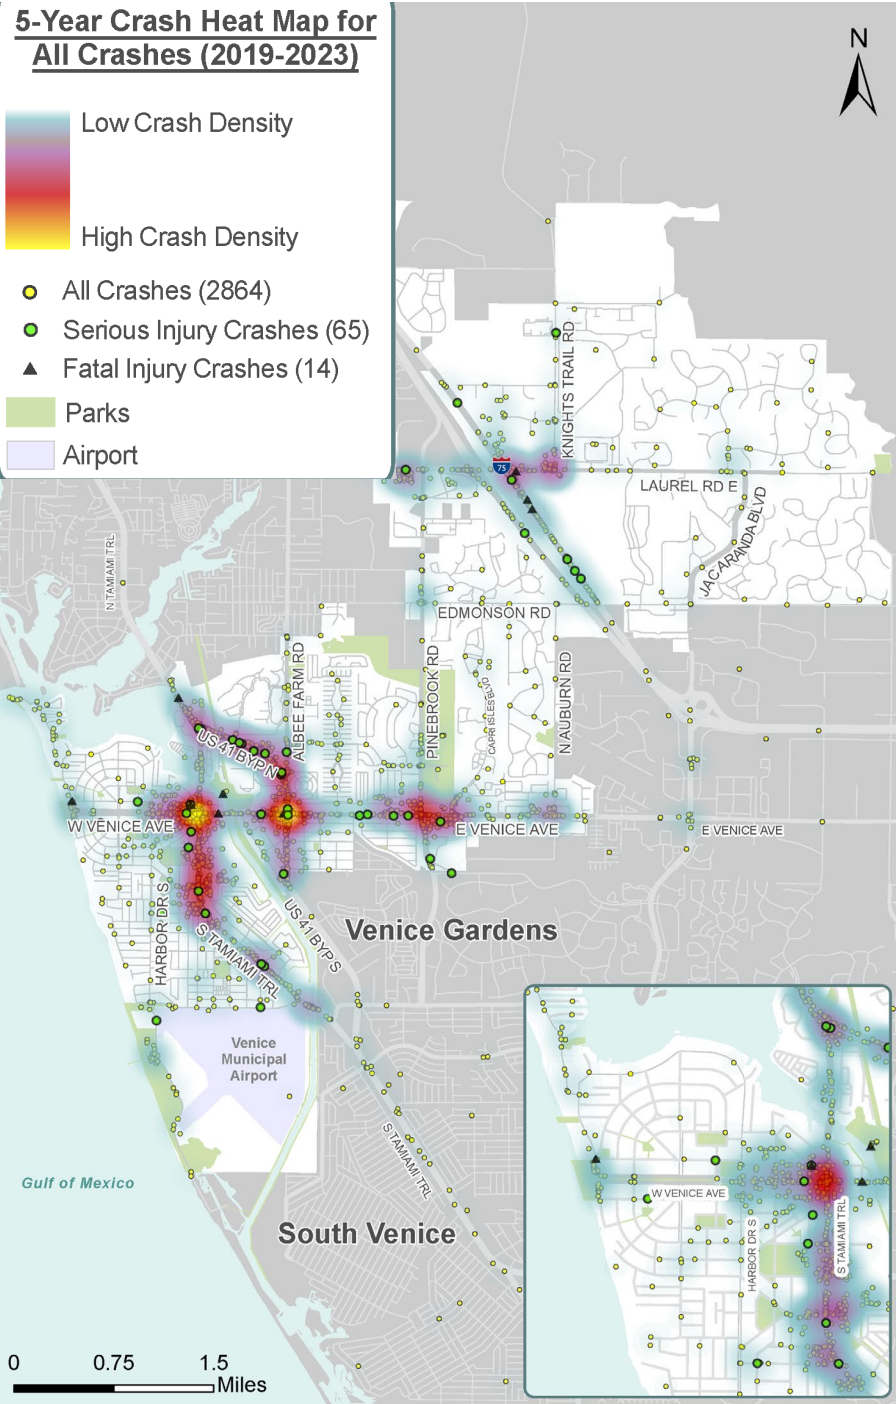 5-Year Crash Heat Map for
All Crashes (2019-2023)
Low Crash Density
High Crash Density
All Crashes (2864)
Serious Injury Crashes (65)
Fatal Injury Crashes (14)
Parks
Airport
N
KNIGHTS TRAIL RD
75
LAUREL RD E
JACARANDA BLVD
N TAMIAMI TRL
EDMONSON RD
ALBEE FARM RD
PINEBROOK RD
CAPRI ISLES BLVD
N AUBURN RD
US 41 BYP N
W VENICE AVE
E VENICE AVE
E VENICE AVE
HARBOR DR S
S TAMIAMI TRL
US 41 BYP S
Venice Gardens
Venice
Municipal
Airport
S TAMIAMI TRL
Gulf of Mexico
South Venice
W VENICE AVE
HARBOR DR S
S TAMIAMI TRL
0 0.75 1.5
Miles